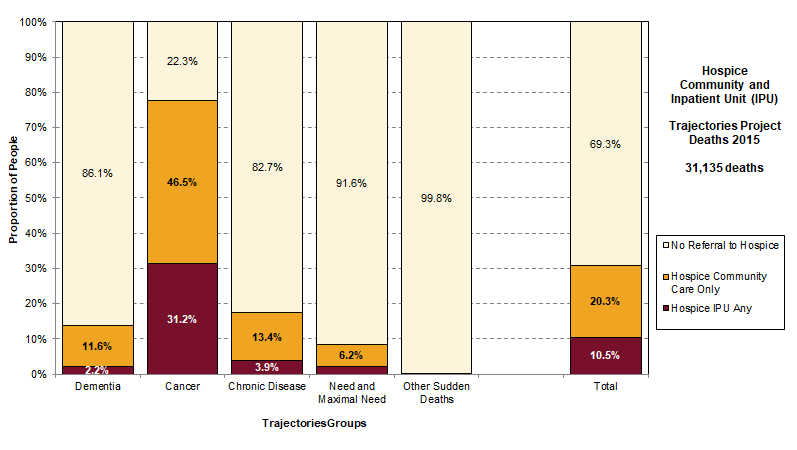 100%
90%
80%
70%
60%
50%
40%
30%
20%
10%
0%
Proportion of People
86.1%
11.6%
2.2%
22.3%
46.5%
31.2%
82.7%
13.4%
3.9%
91.6%
6.2%
99.8%
69.3%
20.3%
10.5%
Dementia
Cancer
Chronic Disease
Need and
Maximal Need
Other Sudden
Deaths
Total
TrajectoriesGroups
Hospice
Community and
Inpatient Unit (IPU)
Trajectories Project
Deaths 2015
31,135 deaths
No Referral to Hospice
Hospice Community
Care Only
Hospice IPU Any